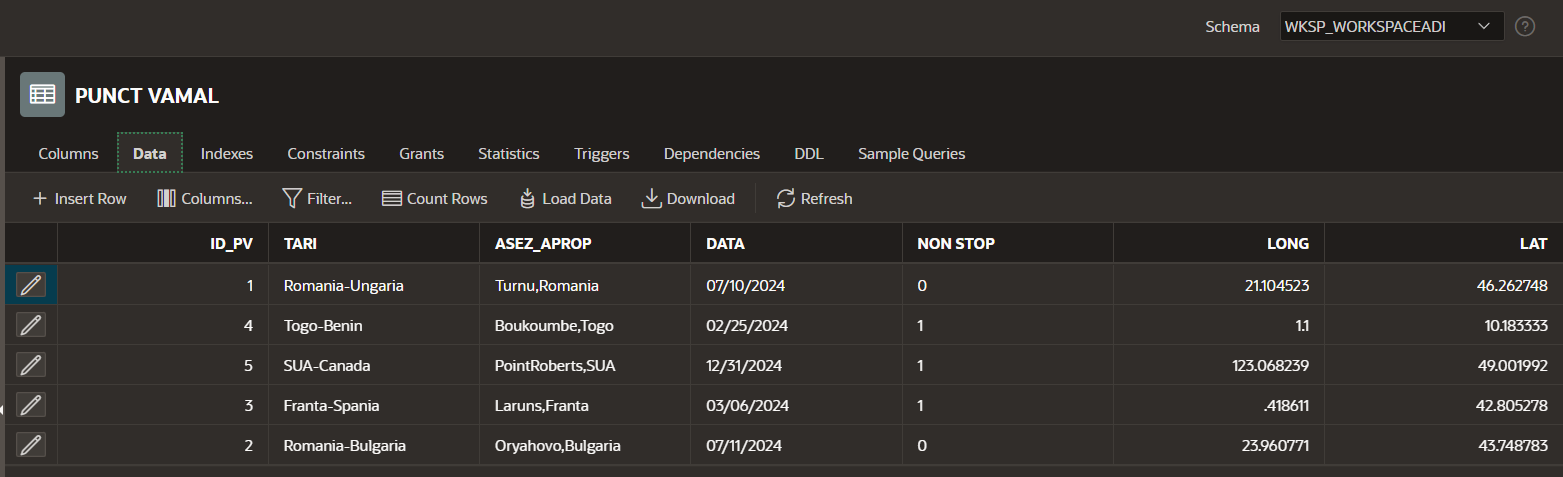 Schema WKSP_WORKSPACEADI ?
PUNCT VAMAL
Columns Data Indexes Constraints Grants Statistics Triggers Dependencies DDL Sample Queries
+ Insert Row Columns... Filter... Count Rows Load Data Download Refresh
ID_PV TARI ASEZ_APROP DATA NON STOP LONG LAT
1 Romania-Ungaria Turnu,Romania 07/10/2024 0 21.104523 46.262748
4 Togo-Benin Boukoumbe,Togo 02/25/2024 1 1.1 10.183333
5 SUA-Canada PointRoberts,SUA 12/31/2024 1 123.068239 49.001992
3 Franta-Spania Laruns,Franta 03/06/2024 1 .418611 42.805278
2 Romania-Bulgaria Oryahovo,Bulgaria 07/11/2024 0 23.960771 43.748783